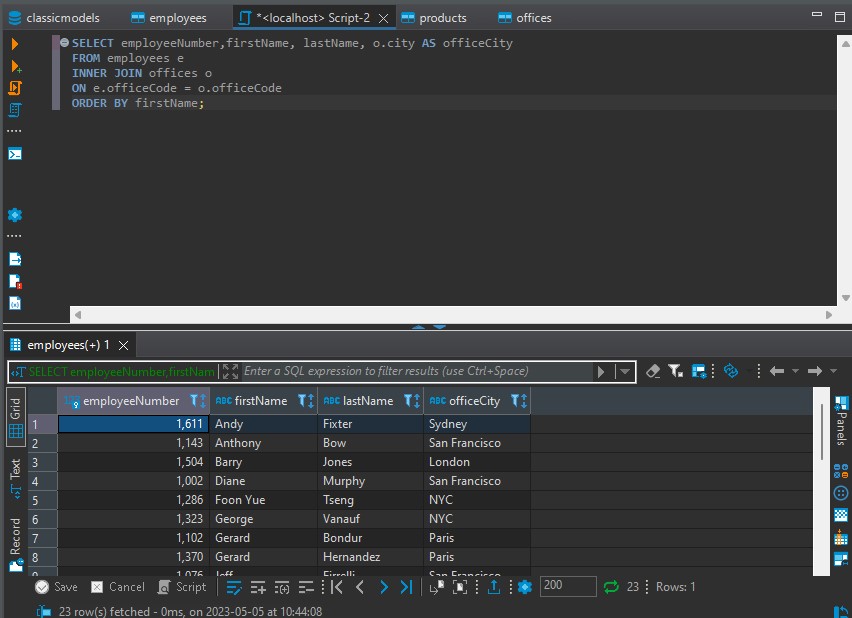 classicmodels employees *<localhost> Script-2 products offices
SELECT employeeNumber,firstName, lastName, o.city AS officeCity
FROM employees e
INNER JOIN offices o
ON e.officeCode = o.officeCode
ORDER BY firstName;
employees(+) 1
SELECT employeeNumber,firstNam Enter a SQL expression to filter results (use Ctrl+Space)
Grid
Text
Record
employeeNumber ABC firstName ABC lastName ABC officeCity
1 1,611 Andy Fixter Sydney
2 1,143 Anthony Bow San Francisco
3 1,504 Barry Jones London
4 1,002 Diane Murphy San Francisco
5 1,286 Foon Yue Tseng NYC
6 1,323 George Vanauf NYC
7 1,102 Gerard Bondur Paris
8 1,370 Gerard Hernandez Paris
9 1,076 Jeff Firrelli San Francisco
Panels
Save Cancel Script 200 23 Rows: 1
23 row(s) fetched - 0ms, on 2023-05-05 at 10:44:08